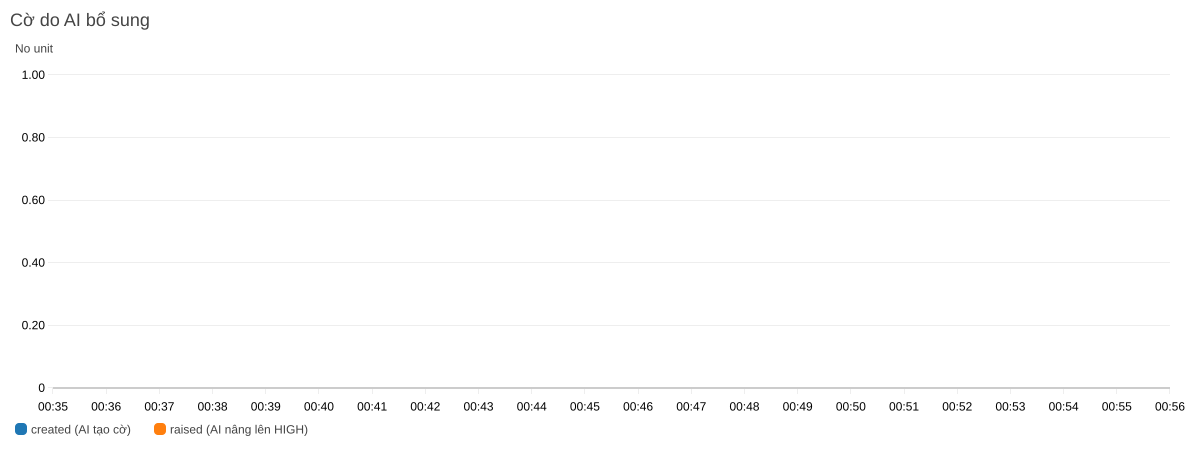 Cờ do AI bổ sung
No unit
1.00
0.80
0.60
0.40
0.20
0
00:35 00:36 00:37 00:38 00:39 00:40 00:41 00:42 00:43 00:44 00:45 00:46 00:47 00:48 00:49 00:50 00:51 00:52 00:53 00:54 00:55 00:56
created (AI tạo cờ) raised (AI nâng lên HIGH)